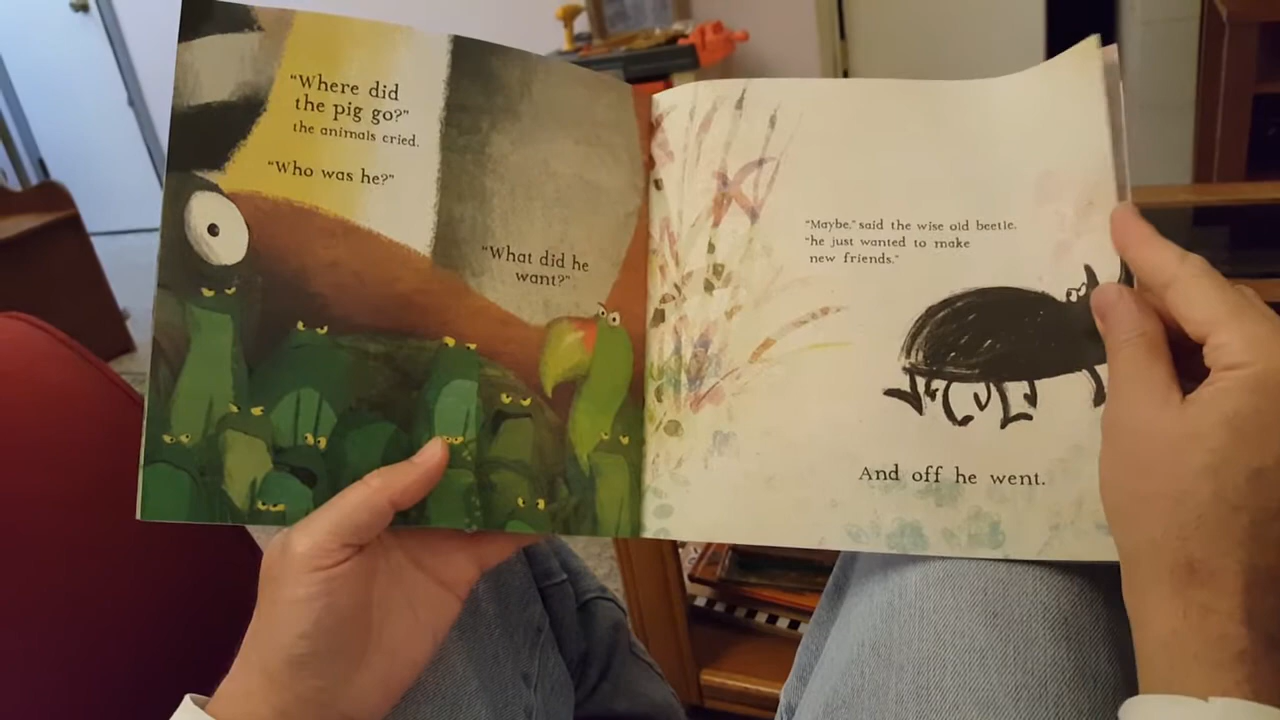 "Where did
the pig go?"
the animals cried.
"Who was he?"
"What did he
want?"
"Maybe," said the wise old beetle.
"he just wanted to make
new friends."
And off he went.